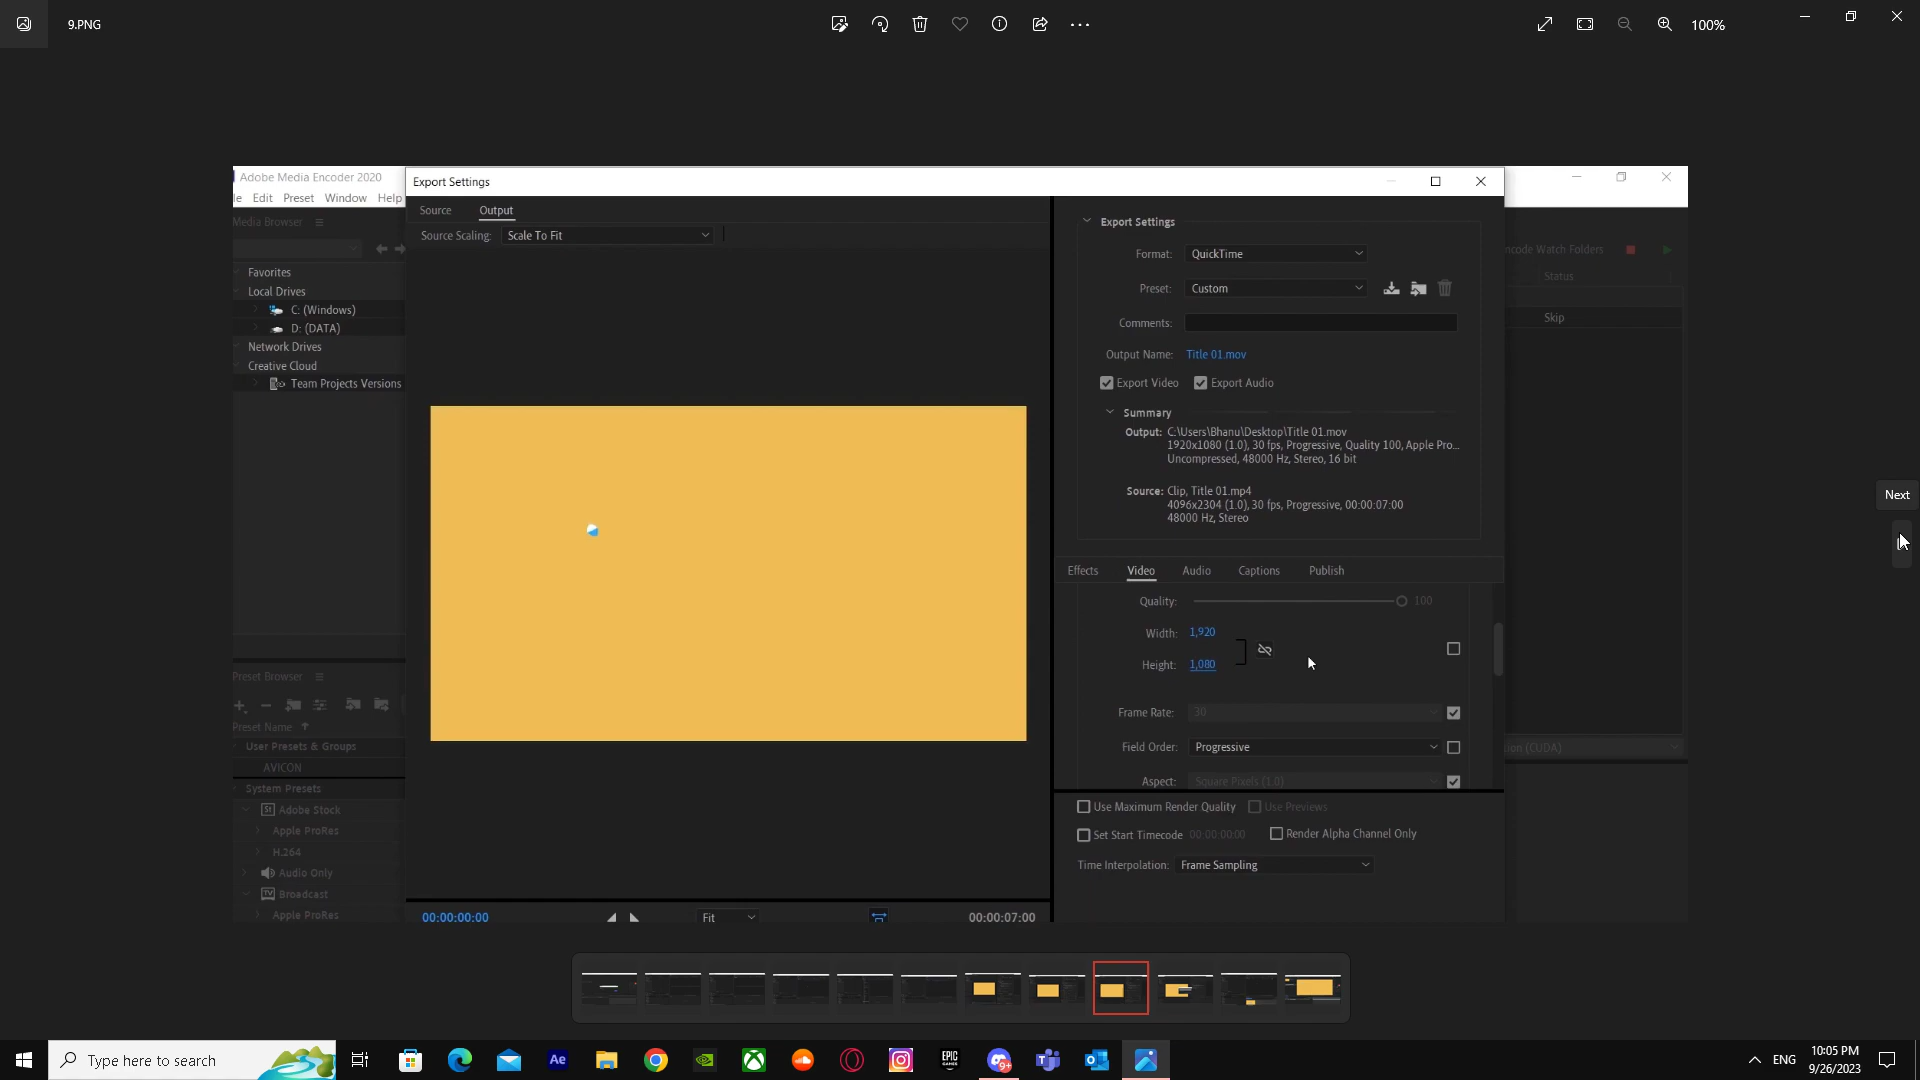 9.PNG
100%
Adobe Media Encoder 2020
le Edit Preset Window Help
Media Browser
Favorites
Local Drives
C: (Windows)
D: (DATA)
Network Drives
Creative Cloud
Team Projects Versions
Preset Browser
Preset Name
User Presets & Groups
AVICON
System Presets
St Adobe Stock
Apple ProRes
H.264
Audio Only
TV Broadcast
Apple ProRes
Export Settings
Source Output
Source Scaling: Scale To Fit
00:00:00:00 Fit 00:00:07:00
Export Settings
Format: QuickTime
Preset: Custom
Comments:
Output Name: Title 01.mov
Export Video Export Audio
Summary
Output: C:\Users\Bhanu\Desktop\Title 01.mov
1920x1080 (1.0), 30 fps, Progressive, Quality 100, Apple Pro...
Uncompressed, 48000 Hz, Stereo, 16 bit
Source: Clip, Title 01.mp4
4096x2304 (1.0), 30 fps, Progressive, 00:00:07:00
48000 Hz, Stereo
Effects Video Audio Captions Publish
Quality: 100
Width: 1,920
Height: 1,080
Frame Rate: 30
Field Order: Progressive
Aspect: Square Pixels (1.0)
Use Maximum Render Quality Use Previews
Set Start Timecode 00:00:00:00 Render Alpha Channel Only
Time Interpolation: Frame Sampling
ncode Watch Folders
Status
Skip
ion (CUDA)
Next
Type here to search
Ae
EPIC
GAMES
9+
ENG
10:05 PM
9/26/2023